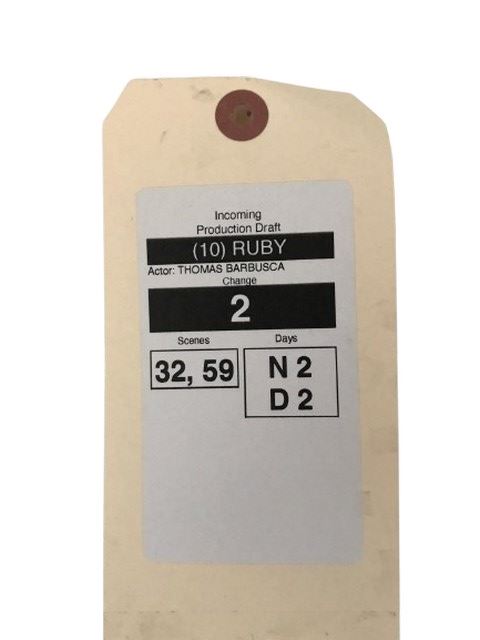 Incoming
Production Draft
(10) RUBY
Actor: THOMAS BARBUSCA
Change
2
Scenes Days
32, 59 N 2
D 2